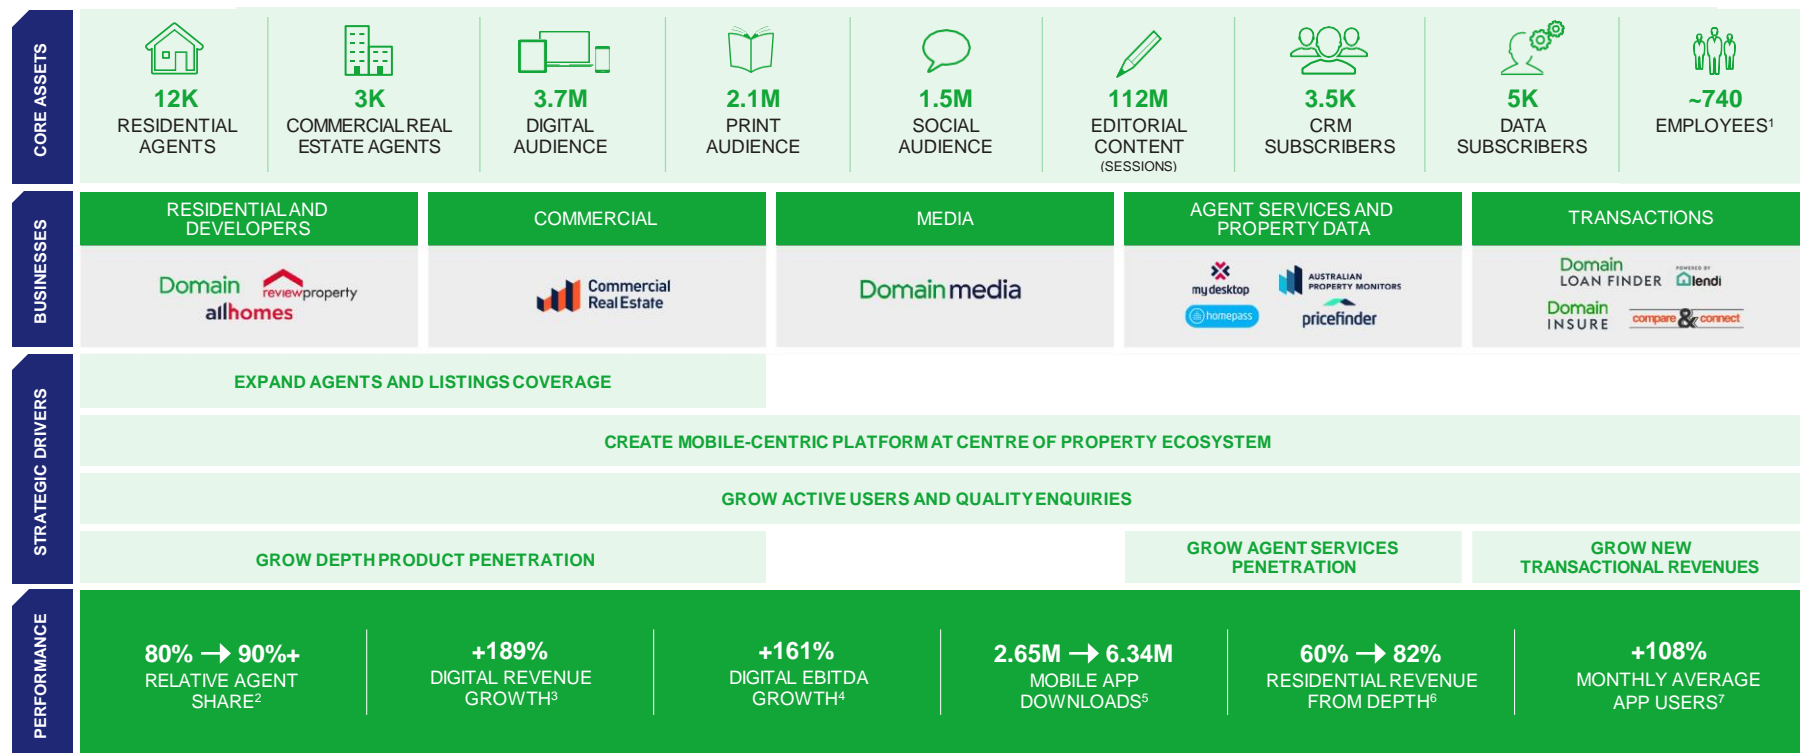 CORE ASSETS
12K
RESIDENTIAL
AGENTS
3K
COMMERCIAL REAL
ESTATE AGENTS
3.7M
DIGITAL
AUDIENCE
2.1M
PRINT
AUDIENCE
1.5M
SOCIAL
AUDIENCE
112M
EDITORIAL
CONTENT
(SESSIONS)
3.5K
CRM
SUBSCRIBERS
5K
DATA
SUBSCRIBERS
~740
EMPLOYEES¹
BUSINESSES
RESIDENTIAL AND
DEVELOPERS
Domain
reviewproperty
allhomes
COMMERCIAL
Commercial
Real Estate
MEDIA
Domain media
AGENT SERVICES AND
PROPERTY DATA
my desktop
AUSTRALIAN
PROPERTY MONITORS
homepass
pricefinder
TRANSACTIONS
Domain
LOAN FINDER
POWERED BY
lendi
Domain
INSURE
compare & connect
STRATEGIC DRIVERS
EXPAND AGENTS AND LISTINGS COVERAGE
CREATE MOBILE-CENTRIC PLATFORM AT CENTRE OF PROPERTY ECOSYSTEM
GROW ACTIVE USERS AND QUALITY ENQUIRIES
GROW DEPTH PRODUCT PENETRATION
GROW AGENT SERVICES
PENETRATION
GROW NEW
TRANSACTIONAL REVENUES
PERFORMANCE
80% → 90%+
RELATIVE AGENT
SHARE²
+189%
DIGITAL REVENUE
GROWTH³
+161%
DIGITAL EBITDA
GROWTH⁴
2.65M → 6.34M
MOBILE APP
DOWNLOADS⁵
60% → 82%
RESIDENTIAL REVENUE
FROM DEPTH⁶
+108%
MONTHLY AVERAGE
APP USERS⁷